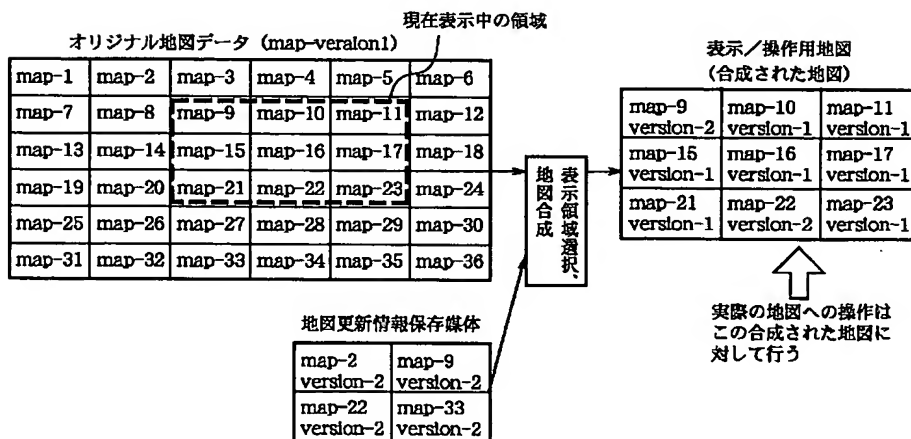 現在表示中の領域
オリジナル地図データ (map-version1)
map-1 map-2 map-3 map-4 map-5 map-6
map-7 map-8 map-9 map-10 map-11 map-12
map-13 map-14 map-15 map-16 map-17 map-18
map-19 map-20 map-21 map-22 map-23 map-24
map-25 map-26 map-27 map-28 map-29 map-30
map-31 map-32 map-33 map-34 map-35 map-36
表示領域選択、
地図合成
地図更新情報保存媒体
map-2 map-9
version-2 version-2
map-22 map-33
version-2 version-2
表示/操作用地図
(合成された地図)
map-9 map-10 map-11
version-2 version-1 version-1
map-15 map-16 map-17
version-1 version-1 version-1
map-21 map-22 map-23
version-1 version-2 version-1
実際の地図への操作は
この合成された地図に
対して行う